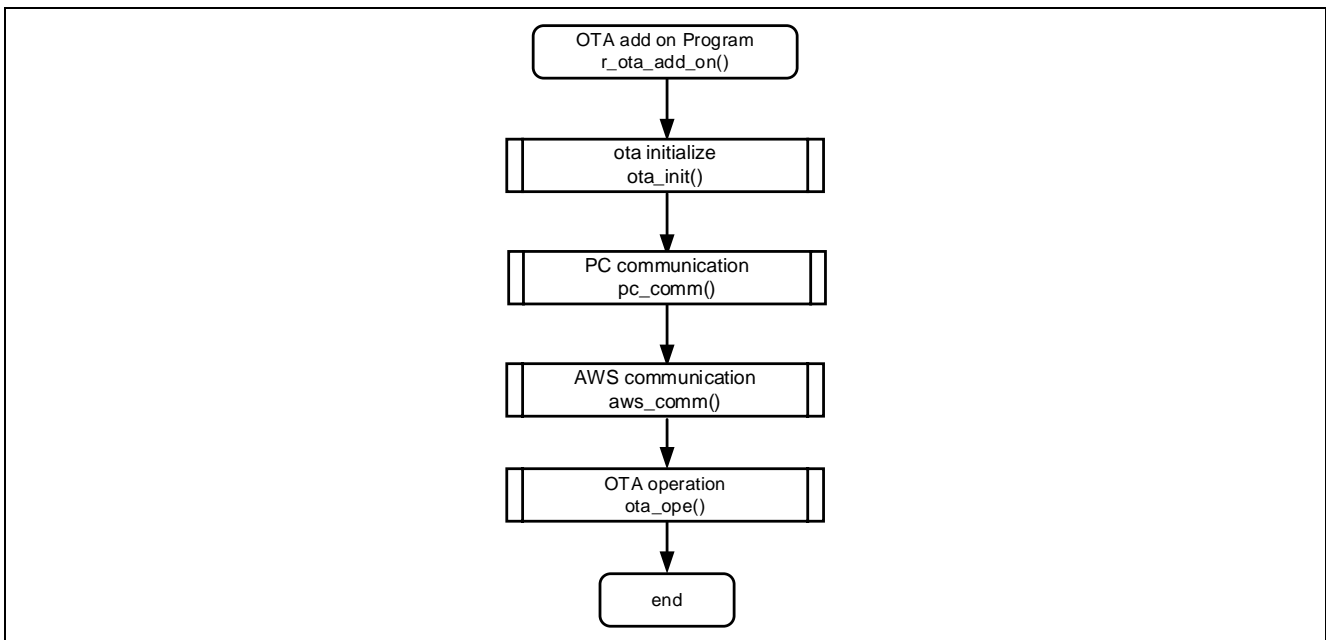 OTA add on Program
r_ota_add_on()
ota initialize
ota_init()
PC communication
pc_comm()
AWS communication
aws_comm()
OTA operation
ota_ope()
end